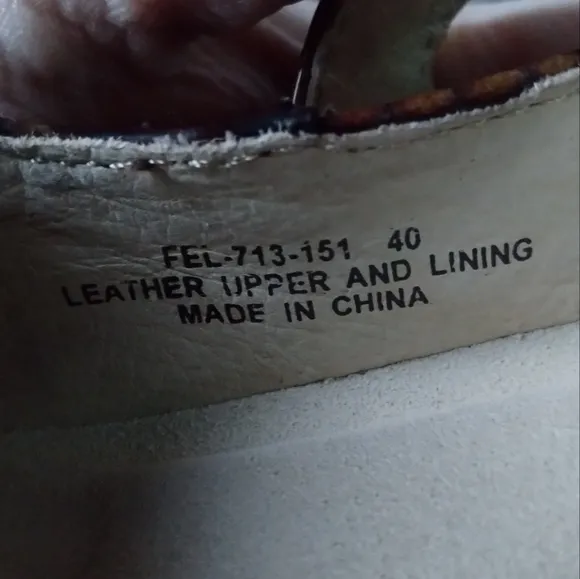 FEL-713-151 40
LEATHER UPPER AND LINING
MADE IN CHINA